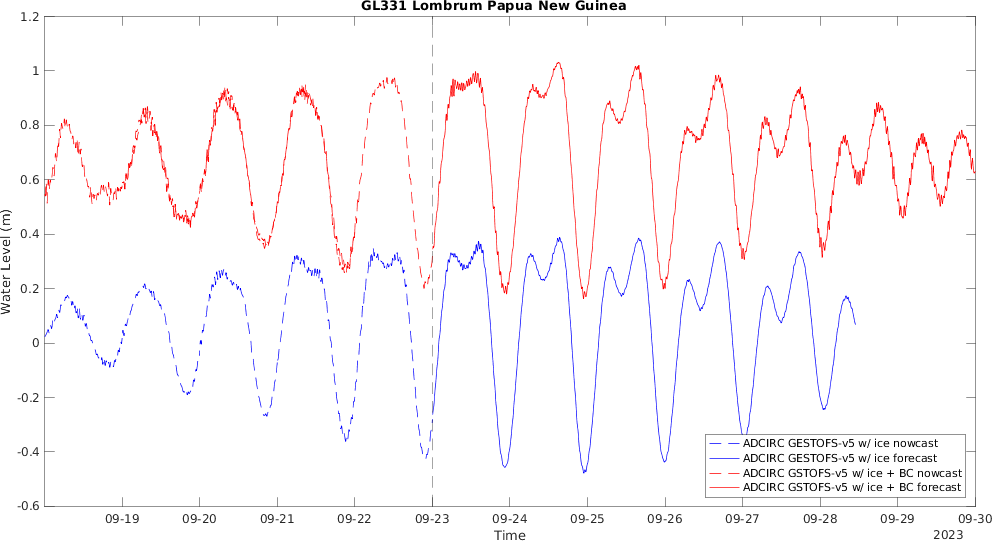 GL331 Lombrum Papua New Guinea
Water Level (m)
1.2
1
0.8
0.6
0.4
0.2
0
-0.2
-0.4
-0.6
ADCIRC GESTOFS-v5 w/ ice nowcast
ADCIRC GESTOFS-v5 w/ ice forecast
ADCIRC GSTOFS-v5 w/ ice + BC nowcast
ADCIRC GSTOFS-v5 w/ ice + BC forecast
09-19 09-20 09-21 09-22 09-23 09-24 09-25 09-26 09-27 09-28 09-29 09-30
Time
2023